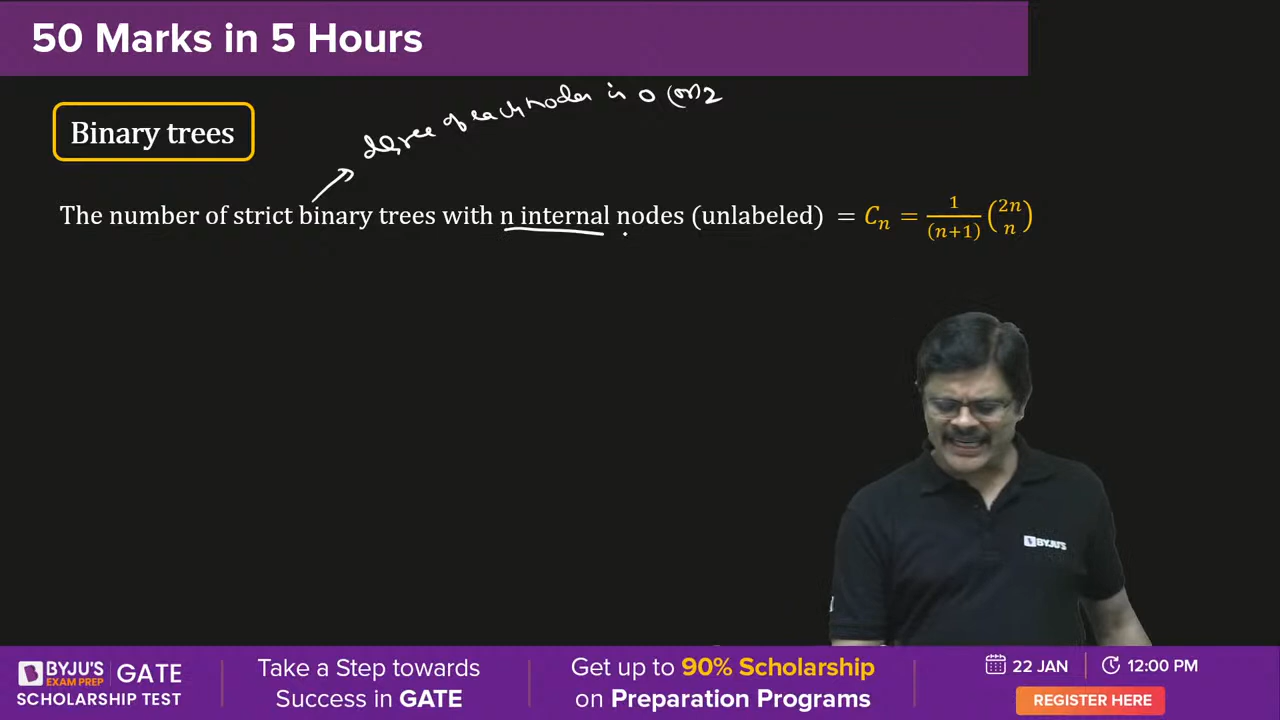 50 Marks in 5 Hours
degree of each nodes is 0 (or) 2
Binary trees
The number of strict binary trees with n internal nodes (unlabeled) = Cₙ = 1/(n+1) (2n n)
BYJU'S
BYJU'S EXAM PREP | GATE
SCHOLARSHIP TEST
Take a Step towards
Success in GATE
Get up to 90% Scholarship
on Preparation Programs
22 JAN
12:00 PM
REGISTER HERE